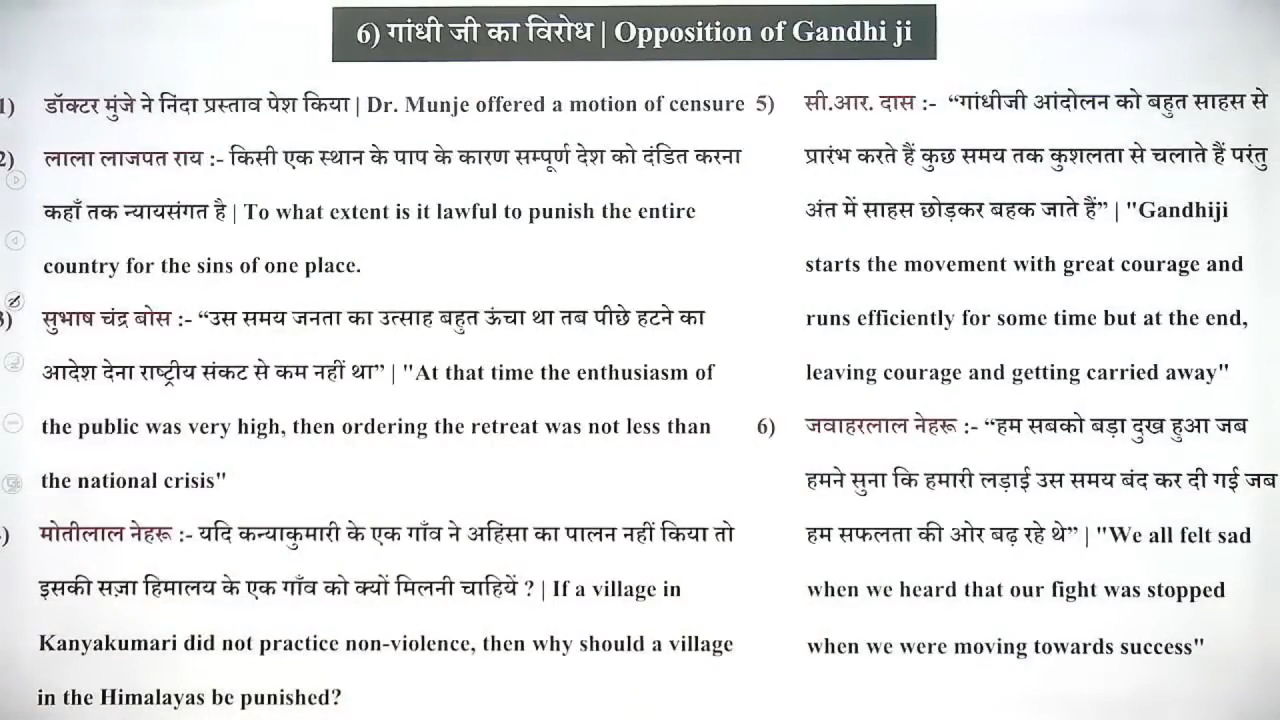 6) गांधी जी का विरोध | Opposition of Gandhi ji
1) डॉक्टर मुंजे ने निंदा प्रस्ताव पेश किया | Dr. Munje offered a motion of censure
2) लाला लाजपत राय :- किसी एक स्थान के पाप के कारण सम्पूर्ण देश को दंडित करना
कहाँ तक न्यायसंगत है | To what extent is it lawful to punish the entire
country for the sins of one place.
3) सुभाष चंद्र बोस :- “उस समय जनता का उत्साह बहुत ऊंचा था तब पीछे हटने का
आदेश देना राष्ट्रीय संकट से कम नहीं था” | "At that time the enthusiasm of
the public was very high, then ordering the retreat was not less than
the national crisis"
) मोतीलाल नेहरू :- यदि कन्याकुमारी के एक गाँव ने अहिंसा का पालन नहीं किया तो
इसकी सज़ा हिमालय के एक गाँव को क्यों मिलनी चाहियें ? | If a village in
Kanyakumari did not practice non-violence, then why should a village
in the Himalayas be punished?
5) सी.आर. दास :- “गांधीजी आंदोलन को बहुत साहस से
प्रारंभ करते हैं कुछ समय तक कुशलता से चलाते हैं परंतु
अंत में साहस छोड़कर बहक जाते हैं” | "Gandhiji
starts the movement with great courage and
runs efficiently for some time but at the end,
leaving courage and getting carried away"
6) जवाहरलाल नेहरू :- “हम सबको बड़ा दुख हुआ जब
हमने सुना कि हमारी लड़ाई उस समय बंद कर दी गई जब
हम सफलता की ओर बढ़ रहे थे” | "We all felt sad
when we heard that our fight was stopped
when we were moving towards success"